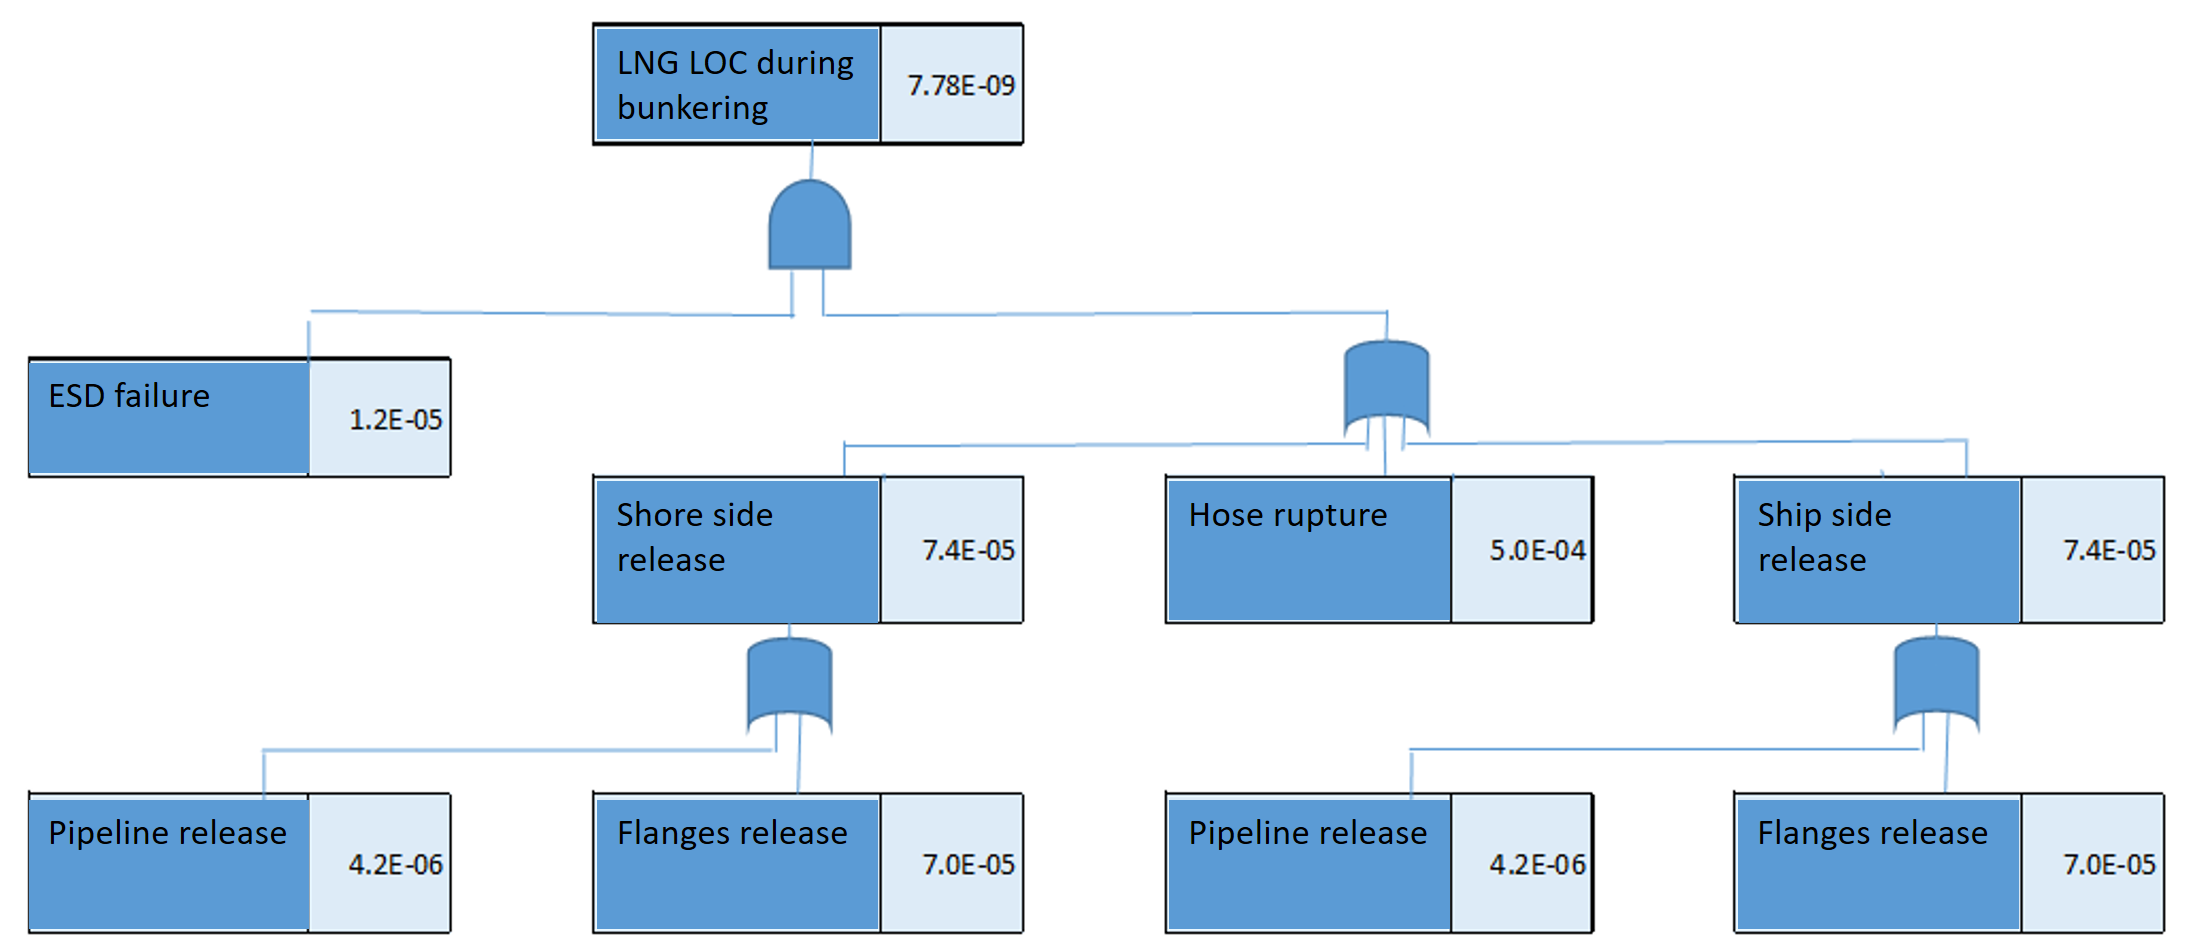 LNG LOC during
bunkering
7.78E-09
ESD failure
1.2E-05
Shore side
release
7.4E-05
Hose rupture
5.0E-04
Ship side
release
7.4E-05
Pipeline release
4.2E-06
Flanges release
7.0E-05
Pipeline release
4.2E-06
Flanges release
7.0E-05